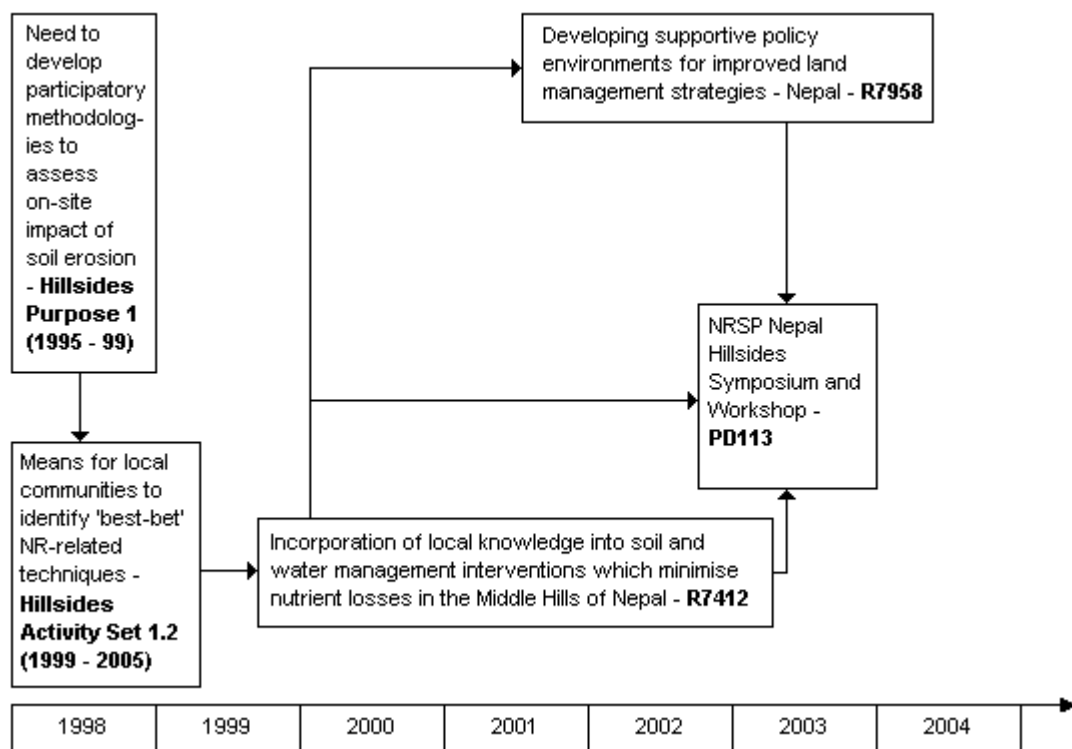 Need to
develop
participatory
methodolog-
ies to
assess
on-site
impact of
soil erosion
- Hillsides
Purpose 1
(1995 - 99)
Developing supportive policy
environments for improved land
management strategies - Nepal - R7958
NRSP Nepal
Hillsides
Symposium and
Workshop -
PD113
Means for local
communities to
identify 'best-bet'
NR-related
techniques -
Hillsides
Activity Set 1.2
(1999 - 2005)
Incorporation of local knowledge into soil and
water management interventions which minimise
nutrient losses in the Middle Hills of Nepal - R7412
1998 1999 2000 2001 2002 2003 2004